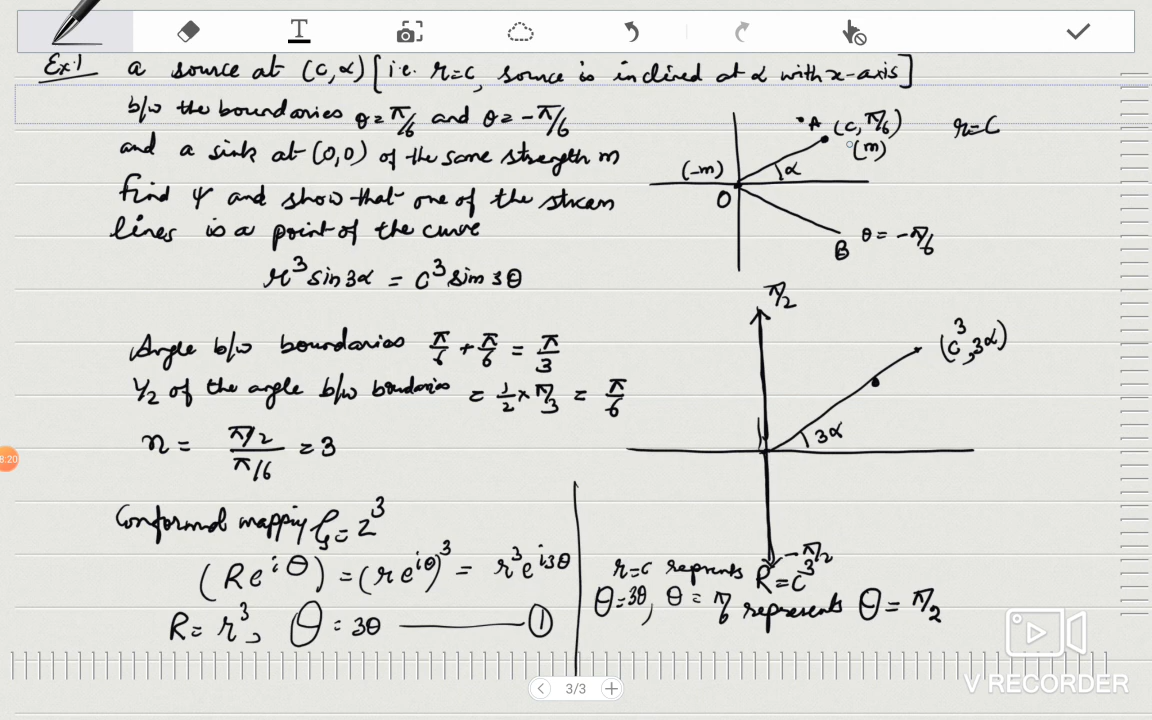 T
Ex:1 a source at (c, α) [i.e. r=c, source is inclined at α with x-axis]
b/w the boundaries θ = π/6 and θ = -π/6
and a sink at (0,0) of the same strength m
find ψ and show that one of the stream
lines is a point of the curve
r³ sin3α = c³ sin 3θ
A (c, π/6) r=c
(m)
(-m) α
O
B θ = -π/6
Angle b/w boundaries π/6 + π/6 = π/3
1/2 of the angle b/w boundaries = 1/2 × π/3 = π/6
n = (π/2)/(π/6) = 3
π/2
(c³, 3α)
3α
-π/2
Conformal mapping ζ = z³
(Re^{iΘ}) = (re^{iθ})³ = r³e^{i3θ}
R = r³, Θ = 3θ ——— ①
r=c reprents R = c³
Θ=3θ, θ = π/6 represents Θ = π/2
8:20
3/3
V RECORDER